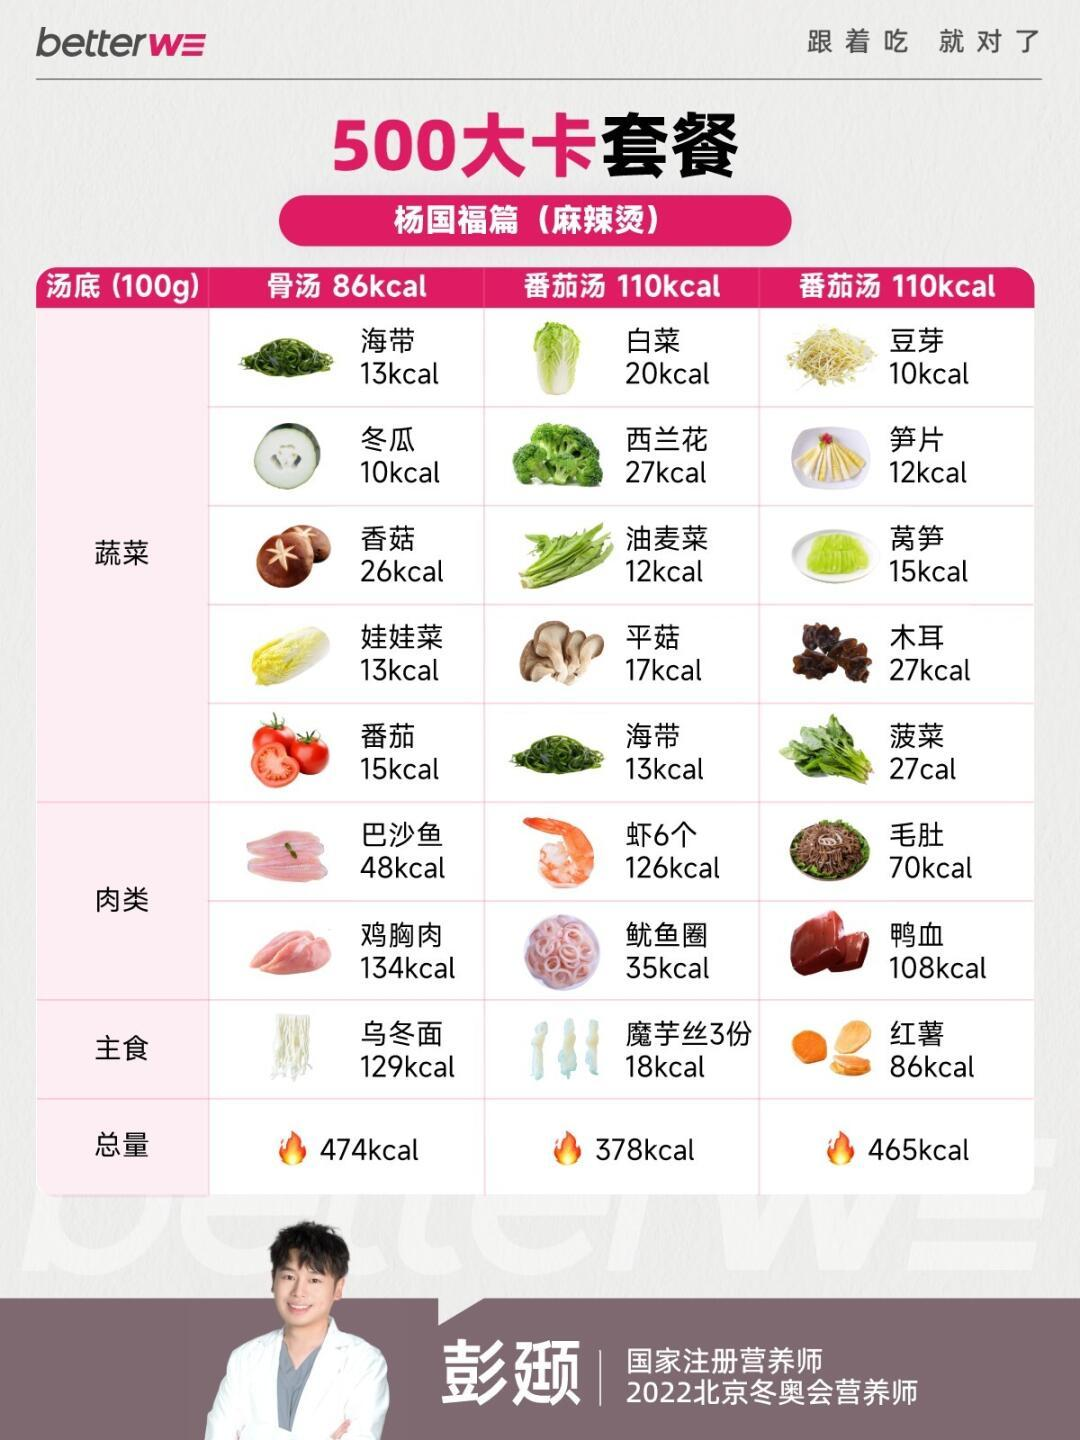 betterWE
跟着吃 就对了
500大卡套餐
杨国福篇（麻辣烫）
汤底 (100g) 骨汤 86kcal 番茄汤 110kcal 番茄汤 110kcal
蔬菜
海带
13kcal
白菜
20kcal
豆芽
10kcal
冬瓜
10kcal
西兰花
27kcal
笋片
12kcal
香菇
26kcal
油麦菜
12kcal
莴笋
15kcal
娃娃菜
13kcal
平菇
17kcal
木耳
27kcal
番茄
15kcal
海带
13kcal
菠菜
27cal
肉类
巴沙鱼
48kcal
虾6个
126kcal
毛肚
70kcal
鸡胸肉
134kcal
鱿鱼圈
35kcal
鸭血
108kcal
主食
乌冬面
129kcal
魔芋丝3份
18kcal
红薯
86kcal
总量 474kcal 378kcal 465kcal
betterWE
彭颋
国家注册营养师
2022北京冬奥会营养师